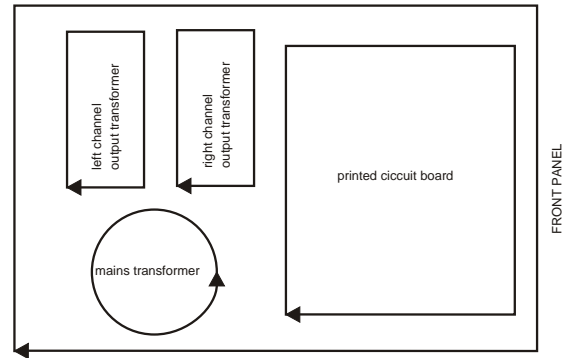 left channel
output transformer
right channel
output transformer
printed ciccuit board
FRONT PANEL
mains transformer